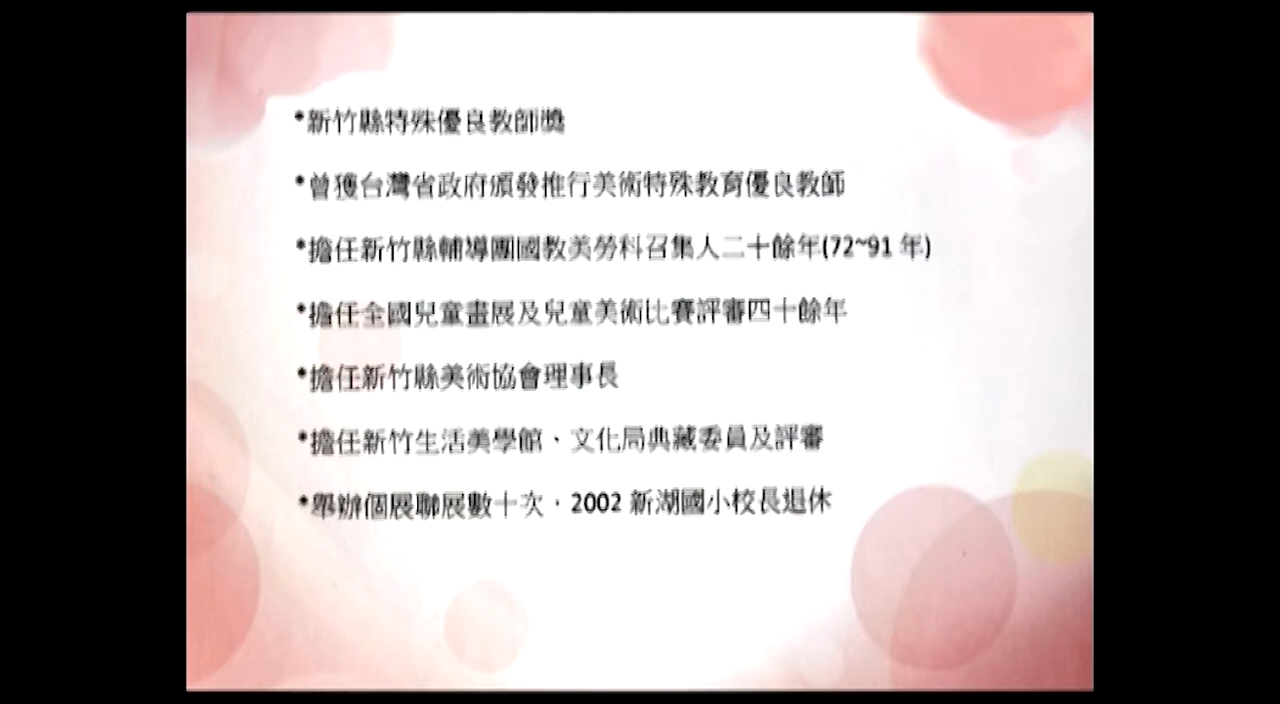 *新竹縣特殊優良教師獎
*曾獲台灣省政府頒發推行美術特殊教育優良教師
*擔任新竹縣輔導團國教美勞科召集人二十餘年(72~91 年)
*擔任全國兒童畫展及兒童美術比賽評審四十餘年
*擔任新竹縣美術協會理事長
*擔任新竹生活美學館、文化局典藏委員及評審
*舉辦個展聯展數十次，2002 新湖國小校長退休